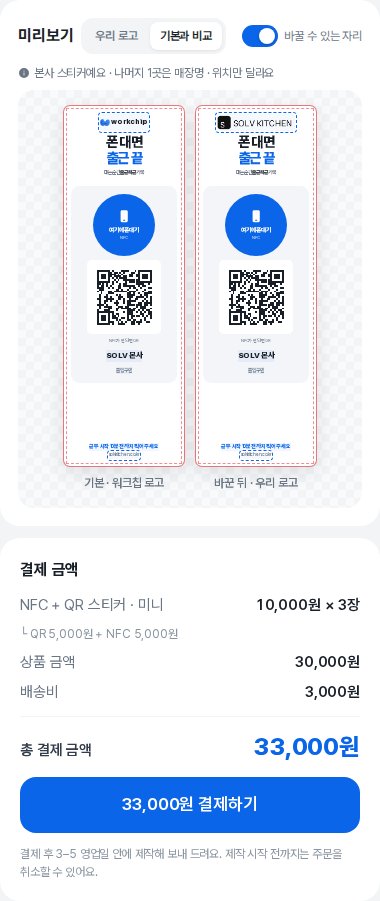 미리보기
우리 로고
기본과 비교
바꿀 수 있는 자리
본사 스티커예요 · 나머지 1곳은 매장명 · 위치만 달라요
workchip
폰 대면
출근 끝
여기에 폰 대기
NFC
SOLV 본사
출입구면
SOLV KITCHEN
폰 대면
출근 끝
여기에 폰 대기
NFC
SOLV 본사
출입구면
기본 · 워크칩 로고
바꾼 뒤 · 우리 로고
결제 금액
NFC + QR 스티커 · 미니
10,000원 × 3장
└ QR 5,000원 + NFC 5,000원
상품 금액
30,000원
배송비
3,000원
총 결제 금액
33,000원
33,000원 결제하기
결제 후 3–5 영업일 안에 제작해 보내 드려요. 제작 시작 전까지는 주문을
취소할 수 있어요.